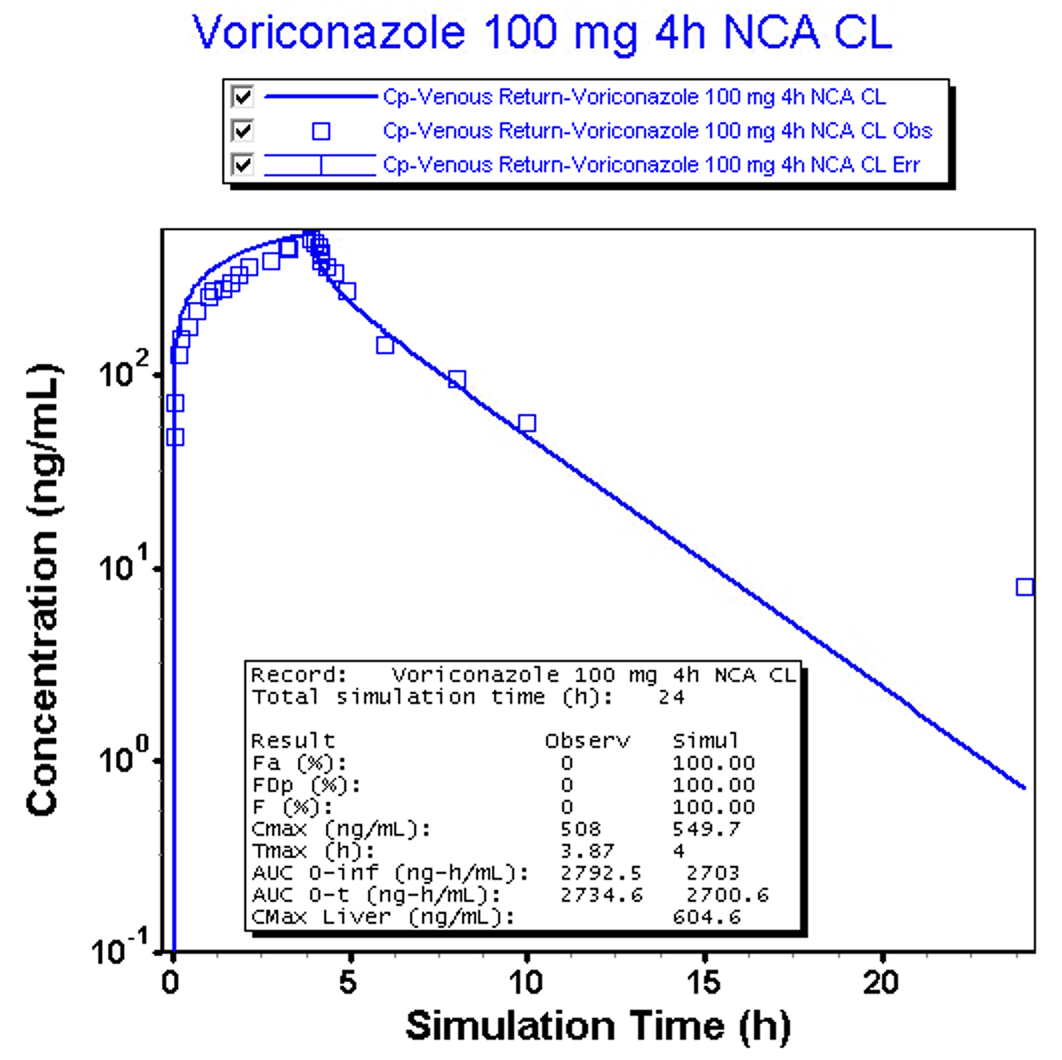 Voriconazole 100 mg 4h NCA CL
Cp-Venous Return-Voriconazole 100 mg 4h NCA CL
Cp-Venous Return-Voriconazole 100 mg 4h NCA CL Obs
Cp-Venous Return-Voriconazole 100 mg 4h NCA CL Err
Concentration (ng/mL)
10^2
10^1
10^0
10^-1
Record: Voriconazole 100 mg 4h NCA CL
Total simulation time (h): 24
Result Observ Simul
Fa (%): 0 100.00
FDp (%): 0 100.00
F (%): 0 100.00
Cmax (ng/mL): 508 549.7
Tmax (h): 3.87 4
AUC 0-inf (ng-h/mL): 2792.5 2703
AUC 0-t (ng-h/mL): 2734.6 2700.6
CMax Liver (ng/mL): 604.6
0 5 10 15 20
Simulation Time (h)